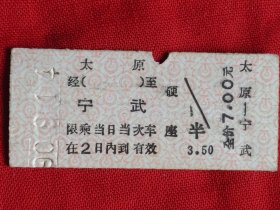 太原
经( )至
宁武
限乘当日当次车
在2日内到有效
硬座
半
3.50
全价7.00元
太原—宁武